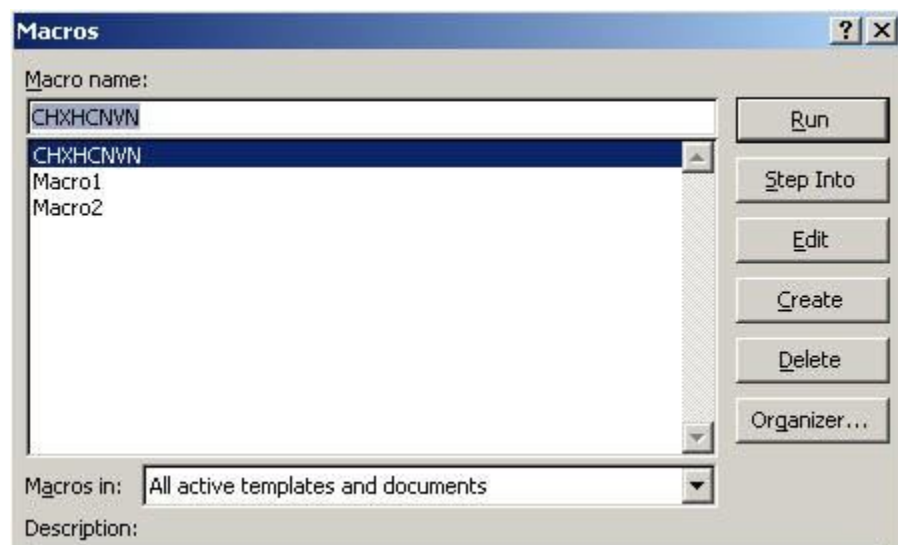 Macros
Macro name:
CHXHCNVN
CHXHCNVN
Macro1
Macro2
Run
Step Into
Edit
Create
Delete
Organizer...
Macros in: All active templates and documents
Description: